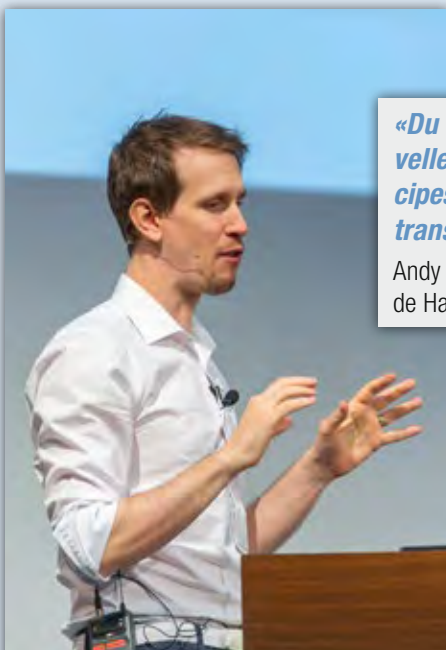 «Du
velle
cipes
trans
Andy
de Ha